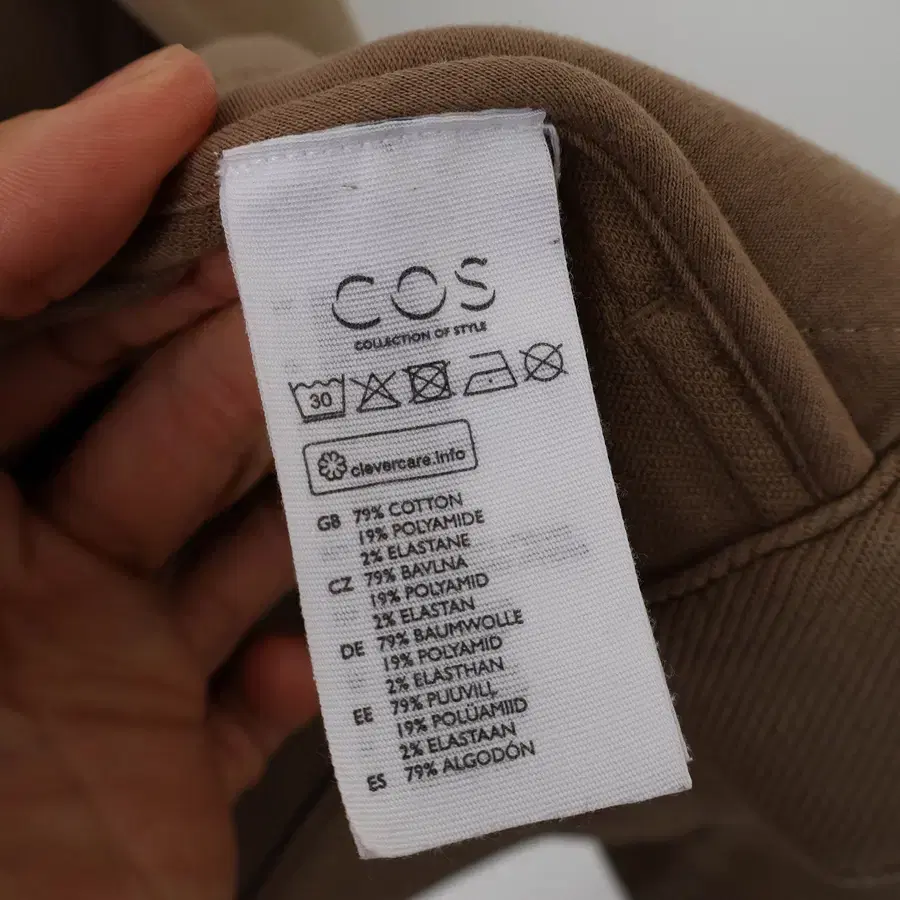 COS
COLLECTION OF STYLE
30
clevercare.info
GB 79% COTTON
19% POLYAMIDE
2% ELASTANE
CZ 79% BAVLNA
19% POLYAMID
2% ELASTAN
DE 79% BAUMWOLLE
19% POLYAMID
2% ELASTHAN
EE 79% PUUVILL
19% POLÜAMIID
2% ELASTAAN
ES 79% ALGODÓN